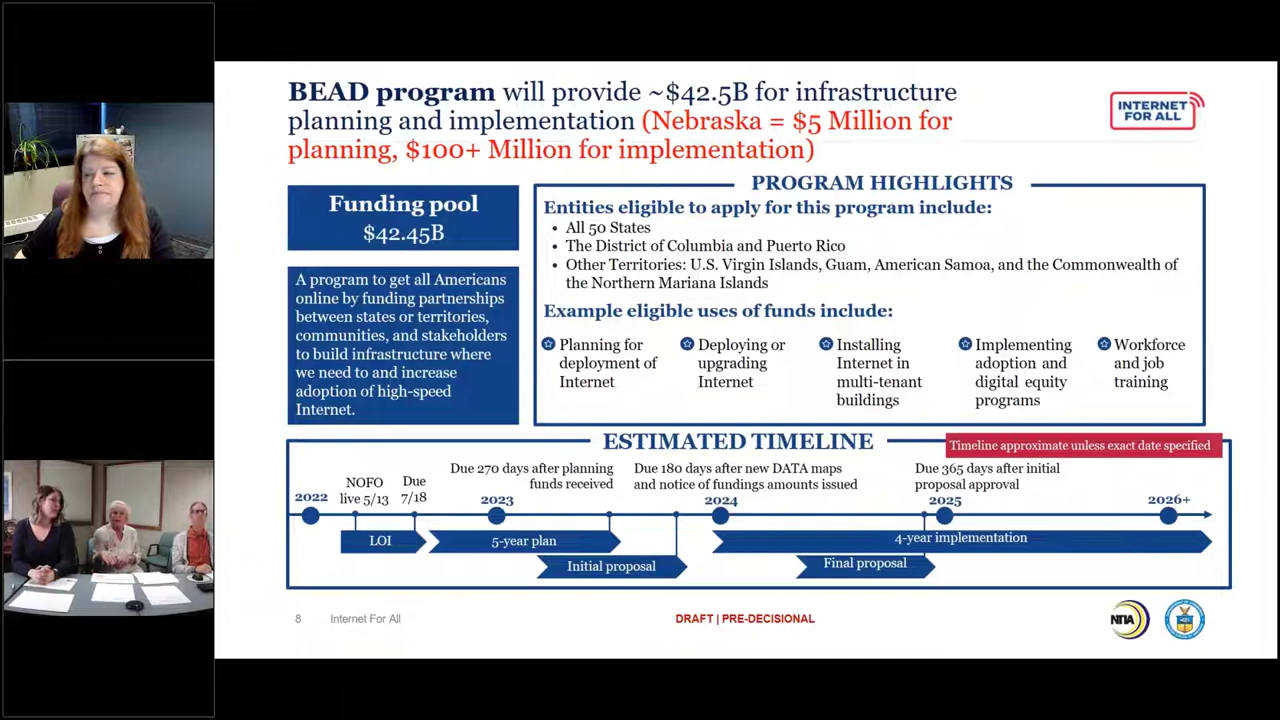 BEAD program will provide ~$42.5B for infrastructure
planning and implementation (Nebraska = $5 Million for
planning, $100+ Million for implementation)
INTERNET
FOR ALL
Funding pool
$42.45B
A program to get all Americans
online by funding partnerships
between states or territories,
communities, and stakeholders
to build infrastructure where
we need to and increase
adoption of high-speed
Internet.
PROGRAM HIGHLIGHTS
Entities eligible to apply for this program include:
• All 50 States
• The District of Columbia and Puerto Rico
• Other Territories: U.S. Virgin Islands, Guam, American Samoa, and the Commonwealth of
the Northern Mariana Islands
Example eligible uses of funds include:
Planning for
deployment of
Internet
Deploying or
upgrading
Internet
Installing
Internet in
multi-tenant
buildings
Implementing
adoption and
digital equity
programs
Workforce
and job
training
ESTIMATED TIMELINE
Timeline approximate unless exact date specified
2022
NOFO
live 5/13
Due
7/18
Due 270 days after planning
funds received
2023
Due 180 days after new DATA maps
and notice of fundings amounts issued
2024
Due 365 days after initial
proposal approval
2025
2026+
LOI
5-year plan
4-year implementation
Initial proposal
Final proposal
8
Internet For All
DRAFT | PRE-DECISIONAL
NTIA